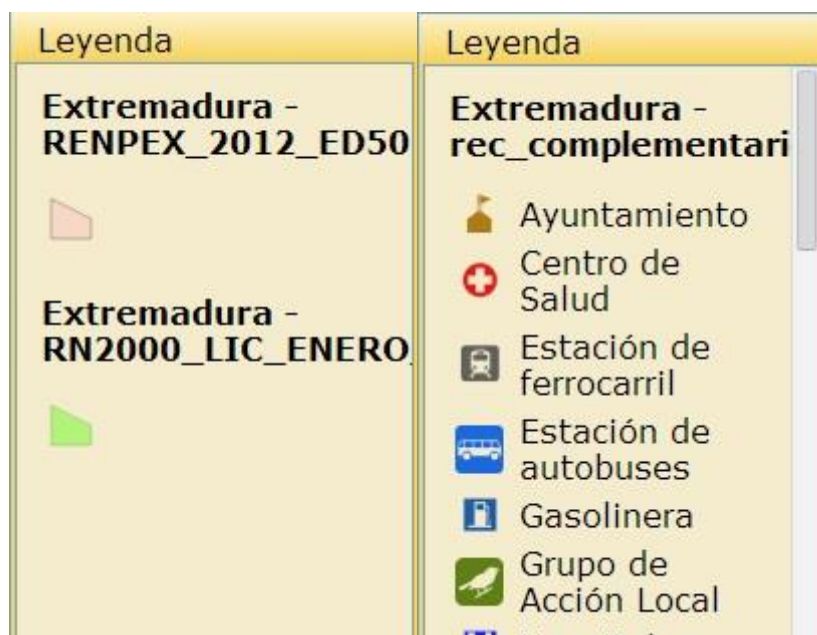 Leyenda
Extremadura -
RENPEX_2012_ED50
Extremadura -
RN2000_LIC_ENERO_
Leyenda
Extremadura -
rec_complementari
Ayuntamiento
Centro de
Salud
Estación de
ferrocarril
Estación de
autobuses
Gasolinera
Grupo de
Acción Local